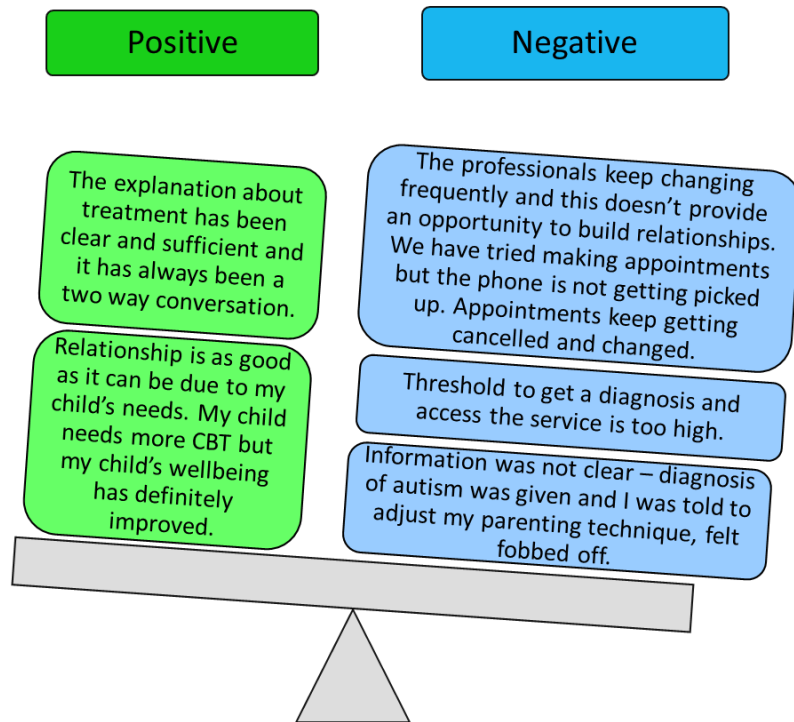 Positive
Negative
The explanation about
treatment has been
clear and sufficient and
it has always been a
two way conversation.
Relationship is as good
as it can be due to my
child’s needs. My child
needs more CBT but
my child’s wellbeing
has definitely
improved.
The professionals keep changing
frequently and this doesn’t provide
an opportunity to build relationships.
We have tried making appointments
but the phone is not getting picked
up. Appointments keep getting
cancelled and changed.
Threshold to get a diagnosis and
access the service is too high.
Information was not clear – diagnosis
of autism was given and I was told to
adjust my parenting technique, felt
fobbed off.